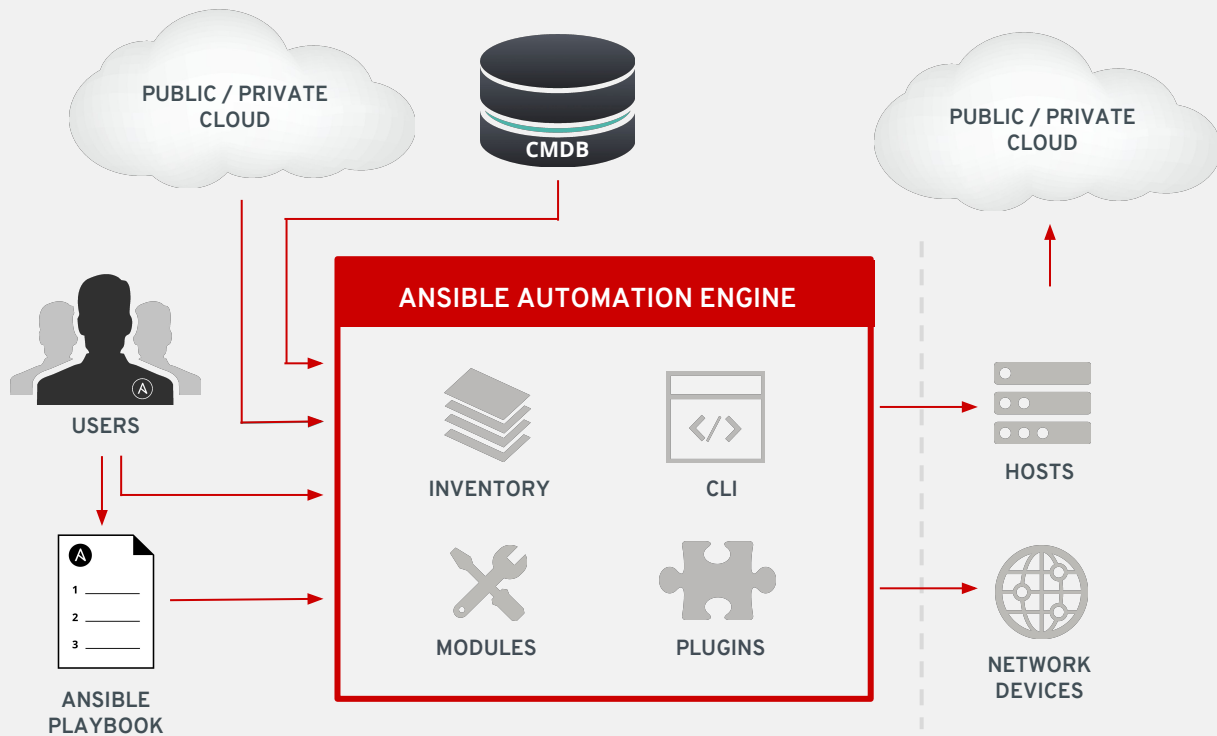 PUBLIC / PRIVATE
CLOUD
CMDB
PUBLIC / PRIVATE
CLOUD
ANSIBLE AUTOMATION ENGINE
USERS
INVENTORY
</>
CLI
HOSTS
A
1
2
3
MODULES
PLUGINS
NETWORK
DEVICES
ANSIBLE
PLAYBOOK